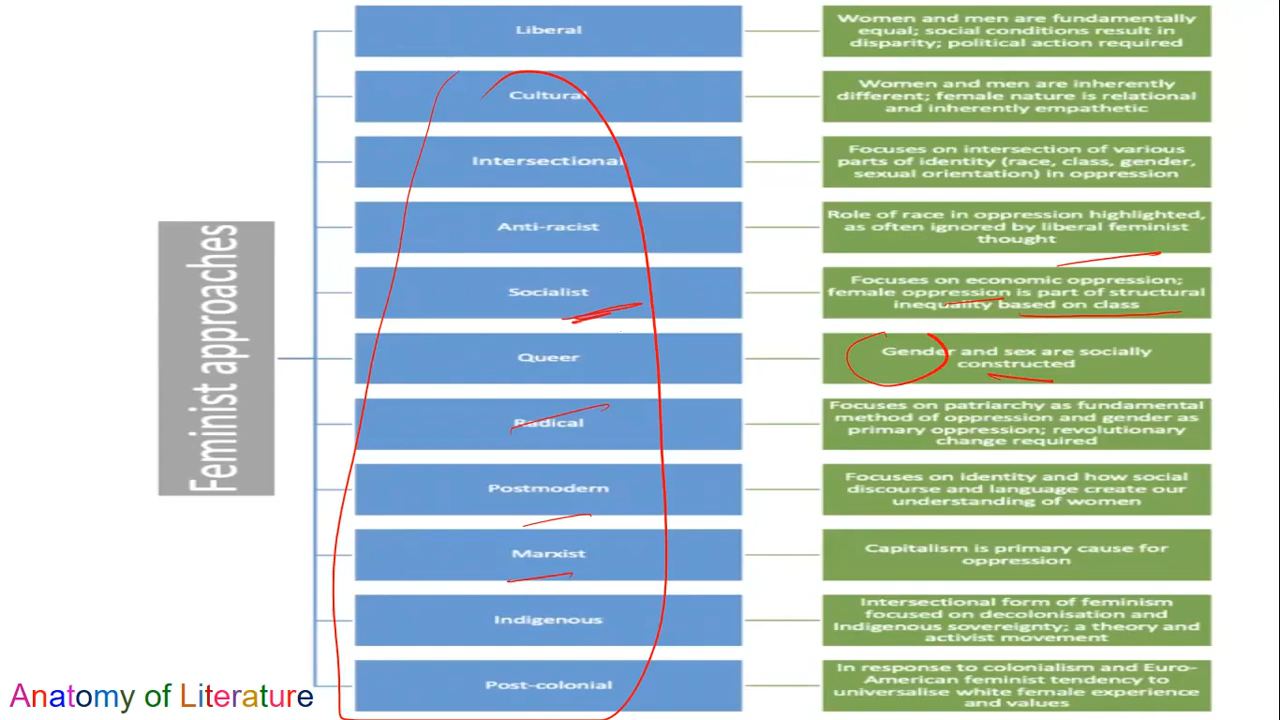 Feminist approaches
Liberal
Women and men are fundamentally
equal; social conditions result in
disparity; political action required
Cultural
Women and men are inherently
different; female nature is relational
and inherently empathetic
Intersectional
Focuses on intersection of various
parts of identity (race, class, gender,
sexual orientation) in oppression
Anti-racist
Role of race in oppression highlighted,
as often ignored by liberal feminist
thought
Socialist
Focuses on economic oppression;
female oppression is part of structural
inequality based on class
Queer
Gender and sex are socially
constructed
Radical
Focuses on patriarchy as fundamental
method of oppression and gender as
primary oppression; revolutionary
change required
Postmodern
Focuses on identity and how social
discourse and language create our
understanding of women
Marxist
Capitalism is primary cause for
oppression
Indigenous
Intersectional form of feminism
focused on decolonisation and
Indigenous sovereignty; a theory and
activist movement
Post-colonial
In response to colonialism and Euro-
American feminist tendency to
universalise white female experience
and values
Anatomy of Literature